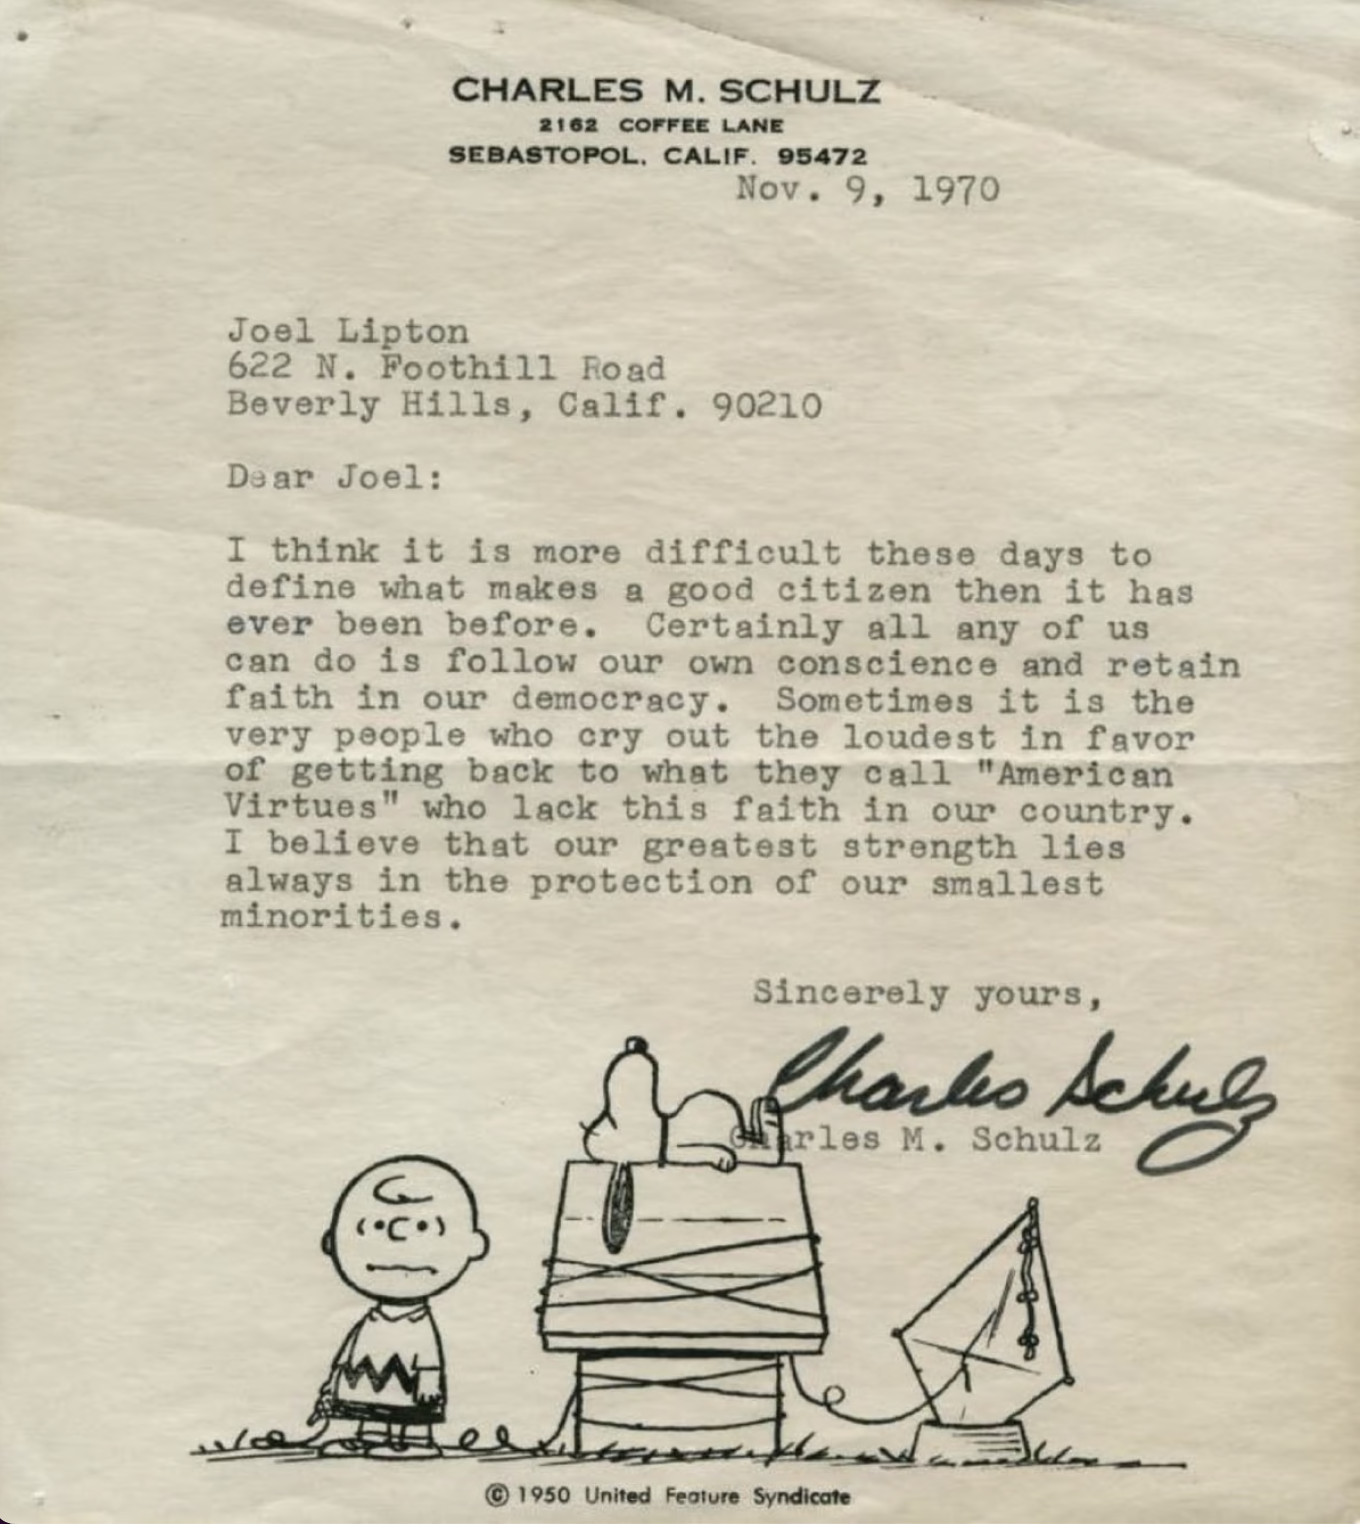 CHARLES M. SCHULZ
2162 COFFEE LANE
SEBASTOPOL, CALIF. 95472
Nov. 9, 1970
Joel Lipton
622 N. Foothill Road
Beverly Hills, Calif. 90210
Dear Joel:
I think it is more difficult these days to
define what makes a good citizen then it has
ever been before.  Certainly all any of us
can do is follow our own conscience and retain
faith in our democracy.  Sometimes it is the
very people who cry out the loudest in favor
of getting back to what they call "American
Virtues" who lack this faith in our country.
I believe that our greatest strength lies
always in the protection of our smallest
minorities.
Sincerely yours,
Charles Schulz
Charles M. Schulz
© 1950 United Feature Syndicate